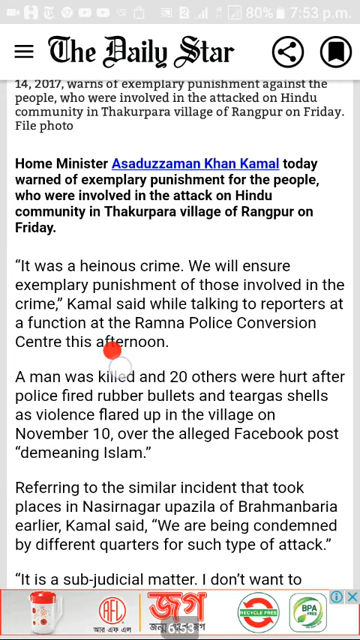 80% 7:53 p.m.
The Daily Star
14, 2017, warns of exemplary punishment against the
people, who were involved in the attacked on Hindu
community in Thakurpara village of Rangpur on Friday.
File photo
Home Minister Asaduzzaman Khan Kamal today
warned of exemplary punishment for the people,
who were involved in the attack on Hindu
community in Thakurpara village of Rangpur on
Friday.
“It was a heinous crime. We will ensure
exemplary punishment of those involved in the
crime,” Kamal said while talking to reporters at
a function at the Ramna Police Convention
Centre this afternoon.
A man was killed and 20 others were hurt after
police fired rubber bullets and teargas shells
as violence flared up in the village on
November 10, over the alleged Facebook post
“demeaning Islam.”
Referring to the similar incident that took
places in Nasirnagar upazila of Brahmanbaria
earlier, Kamal said, “We are being condemned
by different quarters for such type of attack.”
“It is a sub-judicial matter. I don’t want to
RFL
আর এফ এল
জগ
6:53
RECYCLE FREE
BPA
FREE